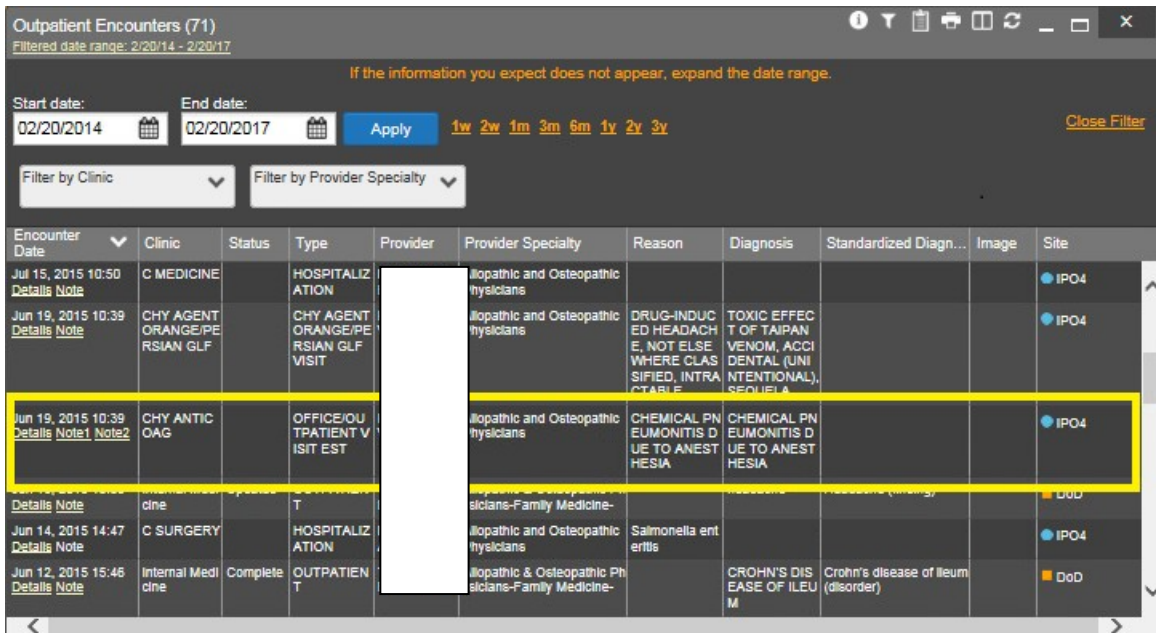 Outpatient Encounters (71)
Filtered date range: 2/20/14 - 2/20/17
If the information you expect does not appear, expand the date range.
Start date: End date:
02/20/2014 02/20/2017 Apply 1w 2w 1m 3m 6m 1y 2y 3y Close Filter
Filter by Clinic Filter by Provider Specialty
Encounter Date Clinic Status Type Provider Provider Specialty Reason Diagnosis Standardized Diagn... Image Site
Jul 15, 2015 10:50 C MEDICINE HOSPITALIZ llopathic and Osteopathic IPO4
Details Note ATION hysicians
Jun 19, 2015 10:39 CHY AGENT CHY AGENT llopathic and Osteopathic DRUG-INDUC TOXIC EFFEC IPO4
Details Note ORANGE/PE ORANGE/PE hysicians ED HEADACH T OF TAIPAN
RSIAN GLF RSIAN GLF E, NOT ELSE VENOM, ACCI
VISIT WHERE CLAS DENTAL (UNI
SIFIED, INTRA NTENTIONAL),
CTABLE SEQUELA
Jun 19, 2015 10:39 CHY ANTIC OFFICE/OU llopathic and Osteopathic CHEMICAL PN CHEMICAL PN IPO4
Details Note1 Note2 OAG TPATIENT V hysicians EUMONITIS D EUMONITIS D
ISIT EST UE TO ANEST UE TO ANEST
HESIA HESIA
DoD
Details Note cine T sicians-Family Medicine-
Jun 14, 2015 14:47 C SURGERY HOSPITALIZ llopathic and Osteopathic Salmonella ent IPO4
Details Note ATION hysicians eritis
Jun 12, 2015 15:46 Internal Medi Complete OUTPATIEN llopathic & Osteopathic Ph CROHN'S DIS Crohn's disease of ileum DoD
Details Note cine T sicians-Family Medicine- EASE OF ILEU (disorder)
M